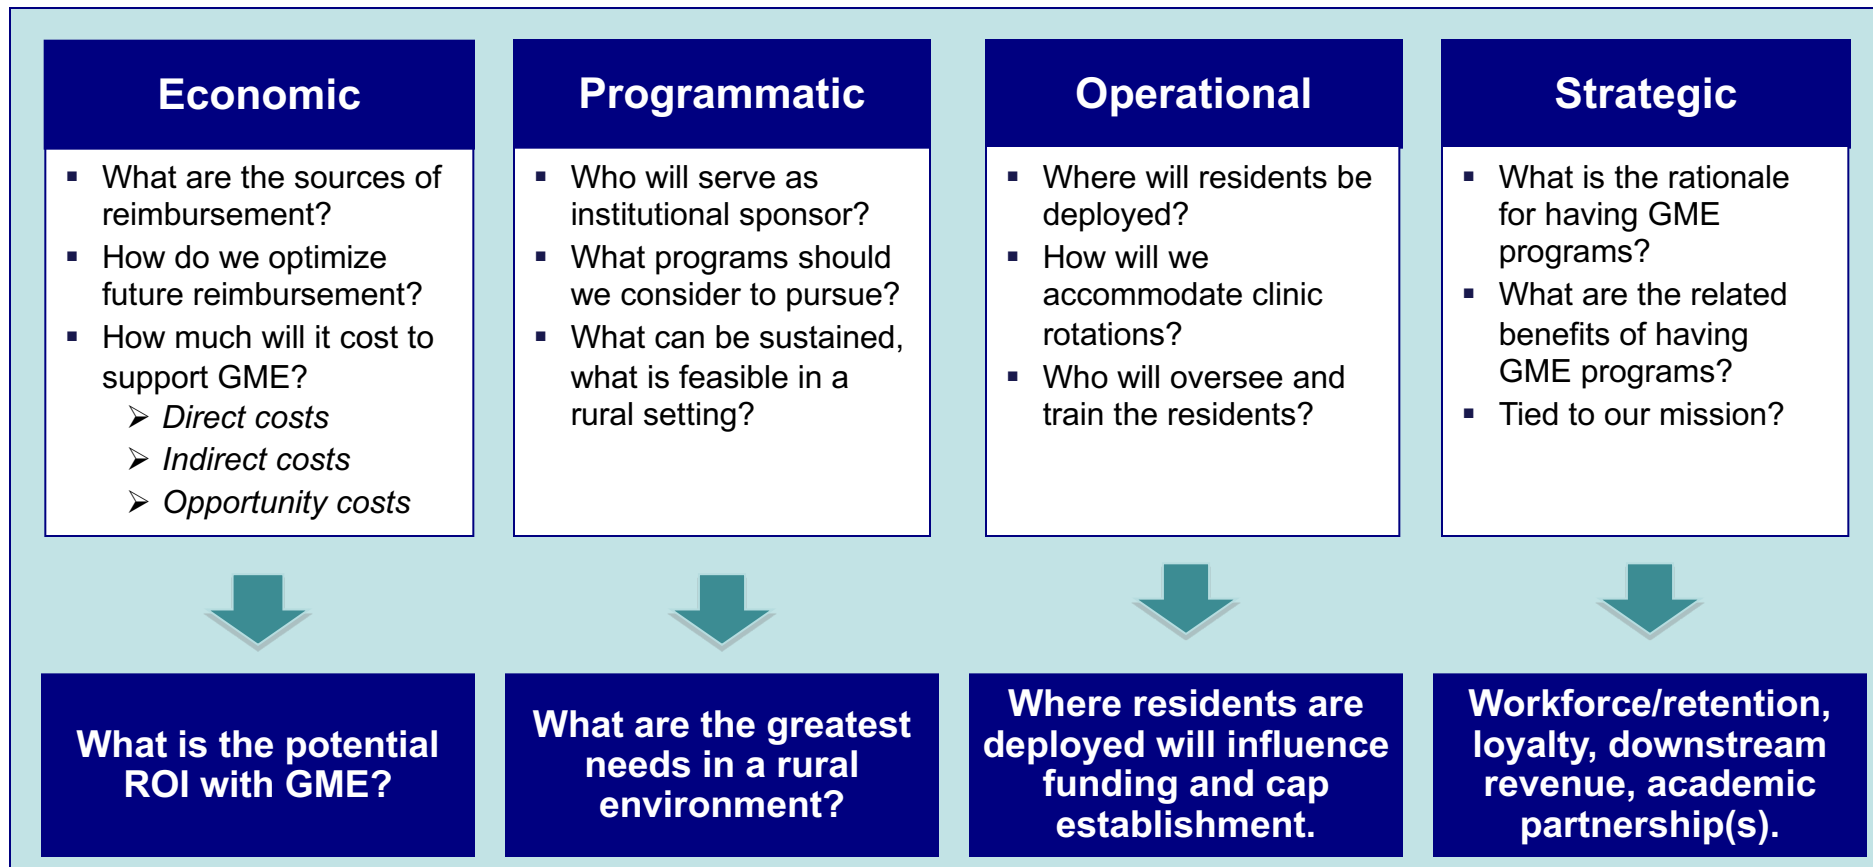 Economic
▪ What are the sources of
reimbursement?
▪ How do we optimize
future reimbursement?
▪ How much will it cost to
support GME?
➢ Direct costs
➢ Indirect costs
➢ Opportunity costs
What is the potential
ROI with GME?
Programmatic
▪ Who will serve as
institutional sponsor?
▪ What programs should
we consider to pursue?
▪ What can be sustained,
what is feasible in a
rural setting?
What are the greatest
needs in a rural
environment?
Operational
▪ Where will residents be
deployed?
▪ How will we
accommodate clinic
rotations?
▪ Who will oversee and
train the residents?
Where residents are
deployed will influence
funding and cap
establishment.
Strategic
▪ What is the rationale
for having GME
programs?
▪ What are the related
benefits of having
GME programs?
▪ Tied to our mission?
Workforce/retention,
loyalty, downstream
revenue, academic
partnership(s).